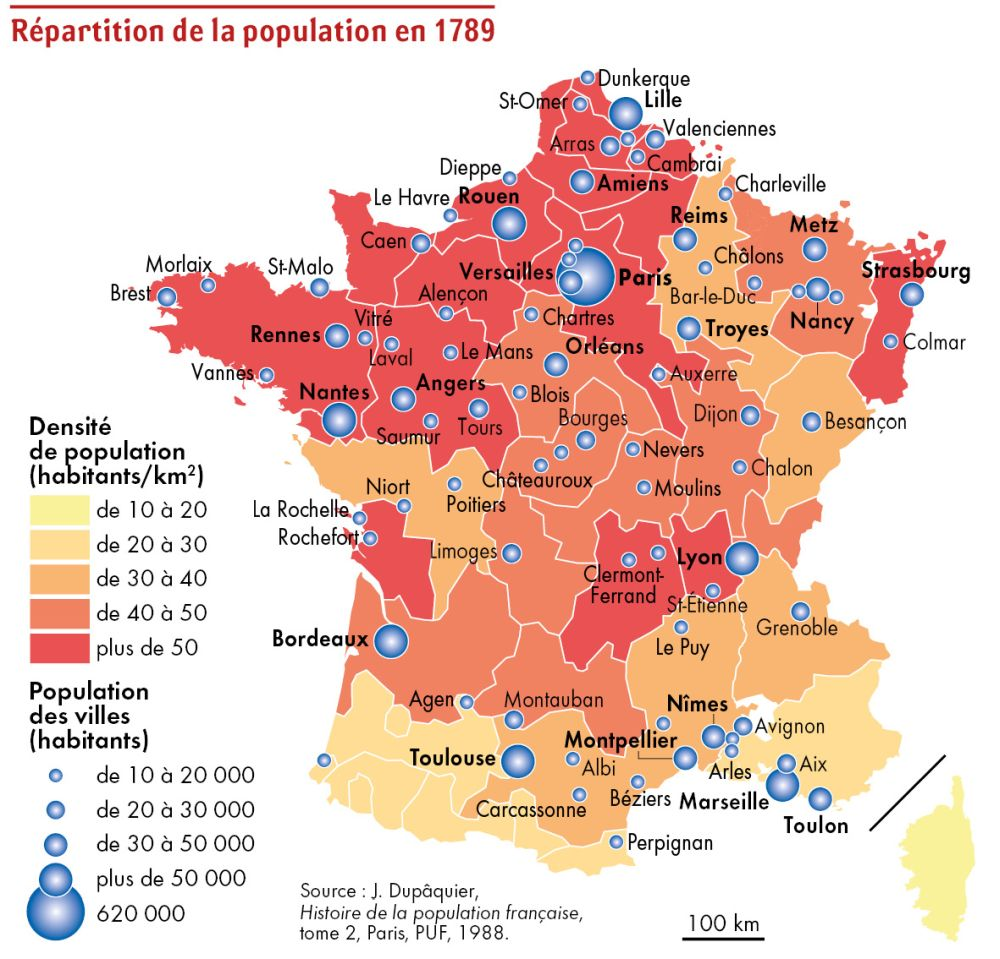 Répartition de la population en 1789
Dunkerque
St-Omer
Lille
Valenciennes
Arras
Cambrai
Dieppe
Amiens
Charleville
Le Havre
Rouen
Reims
Metz
Caen
Châlons
Strasbourg
Morlaix
St-Malo
Versailles
Paris
Brest
Alençon
Bar-le-Duc
Nancy
Chartres
Rennes
Vitré
Troyes
Colmar
Laval
Le Mans
Orléans
Vannes
Auxerre
Nantes
Angers
Blois
Bourges
Dijon
Besançon
Saumur
Tours
Nevers
Châteauroux
Chalon
Niort
Poitiers
Moulins
La Rochelle
Rochefort
Limoges
Lyon
Clermont-
Ferrand
St-Étienne
Grenoble
Bordeaux
Le Puy
Agen
Montauban
Nîmes
Avignon
Toulouse
Montpellier
Albi
Arles
Aix
Carcassonne
Béziers
Marseille
Toulon
Perpignan
Densité
de population
(habitants/km²)
de 10 à 20
de 20 à 30
de 30 à 40
de 40 à 50
plus de 50
Population
des villes
(habitants)
de 10 à 20 000
de 20 à 30 000
de 30 à 50 000
plus de 50 000
620 000
Source : J. Dupâquier,
Histoire de la population française,
tome 2, Paris, PUF, 1988.
100 km